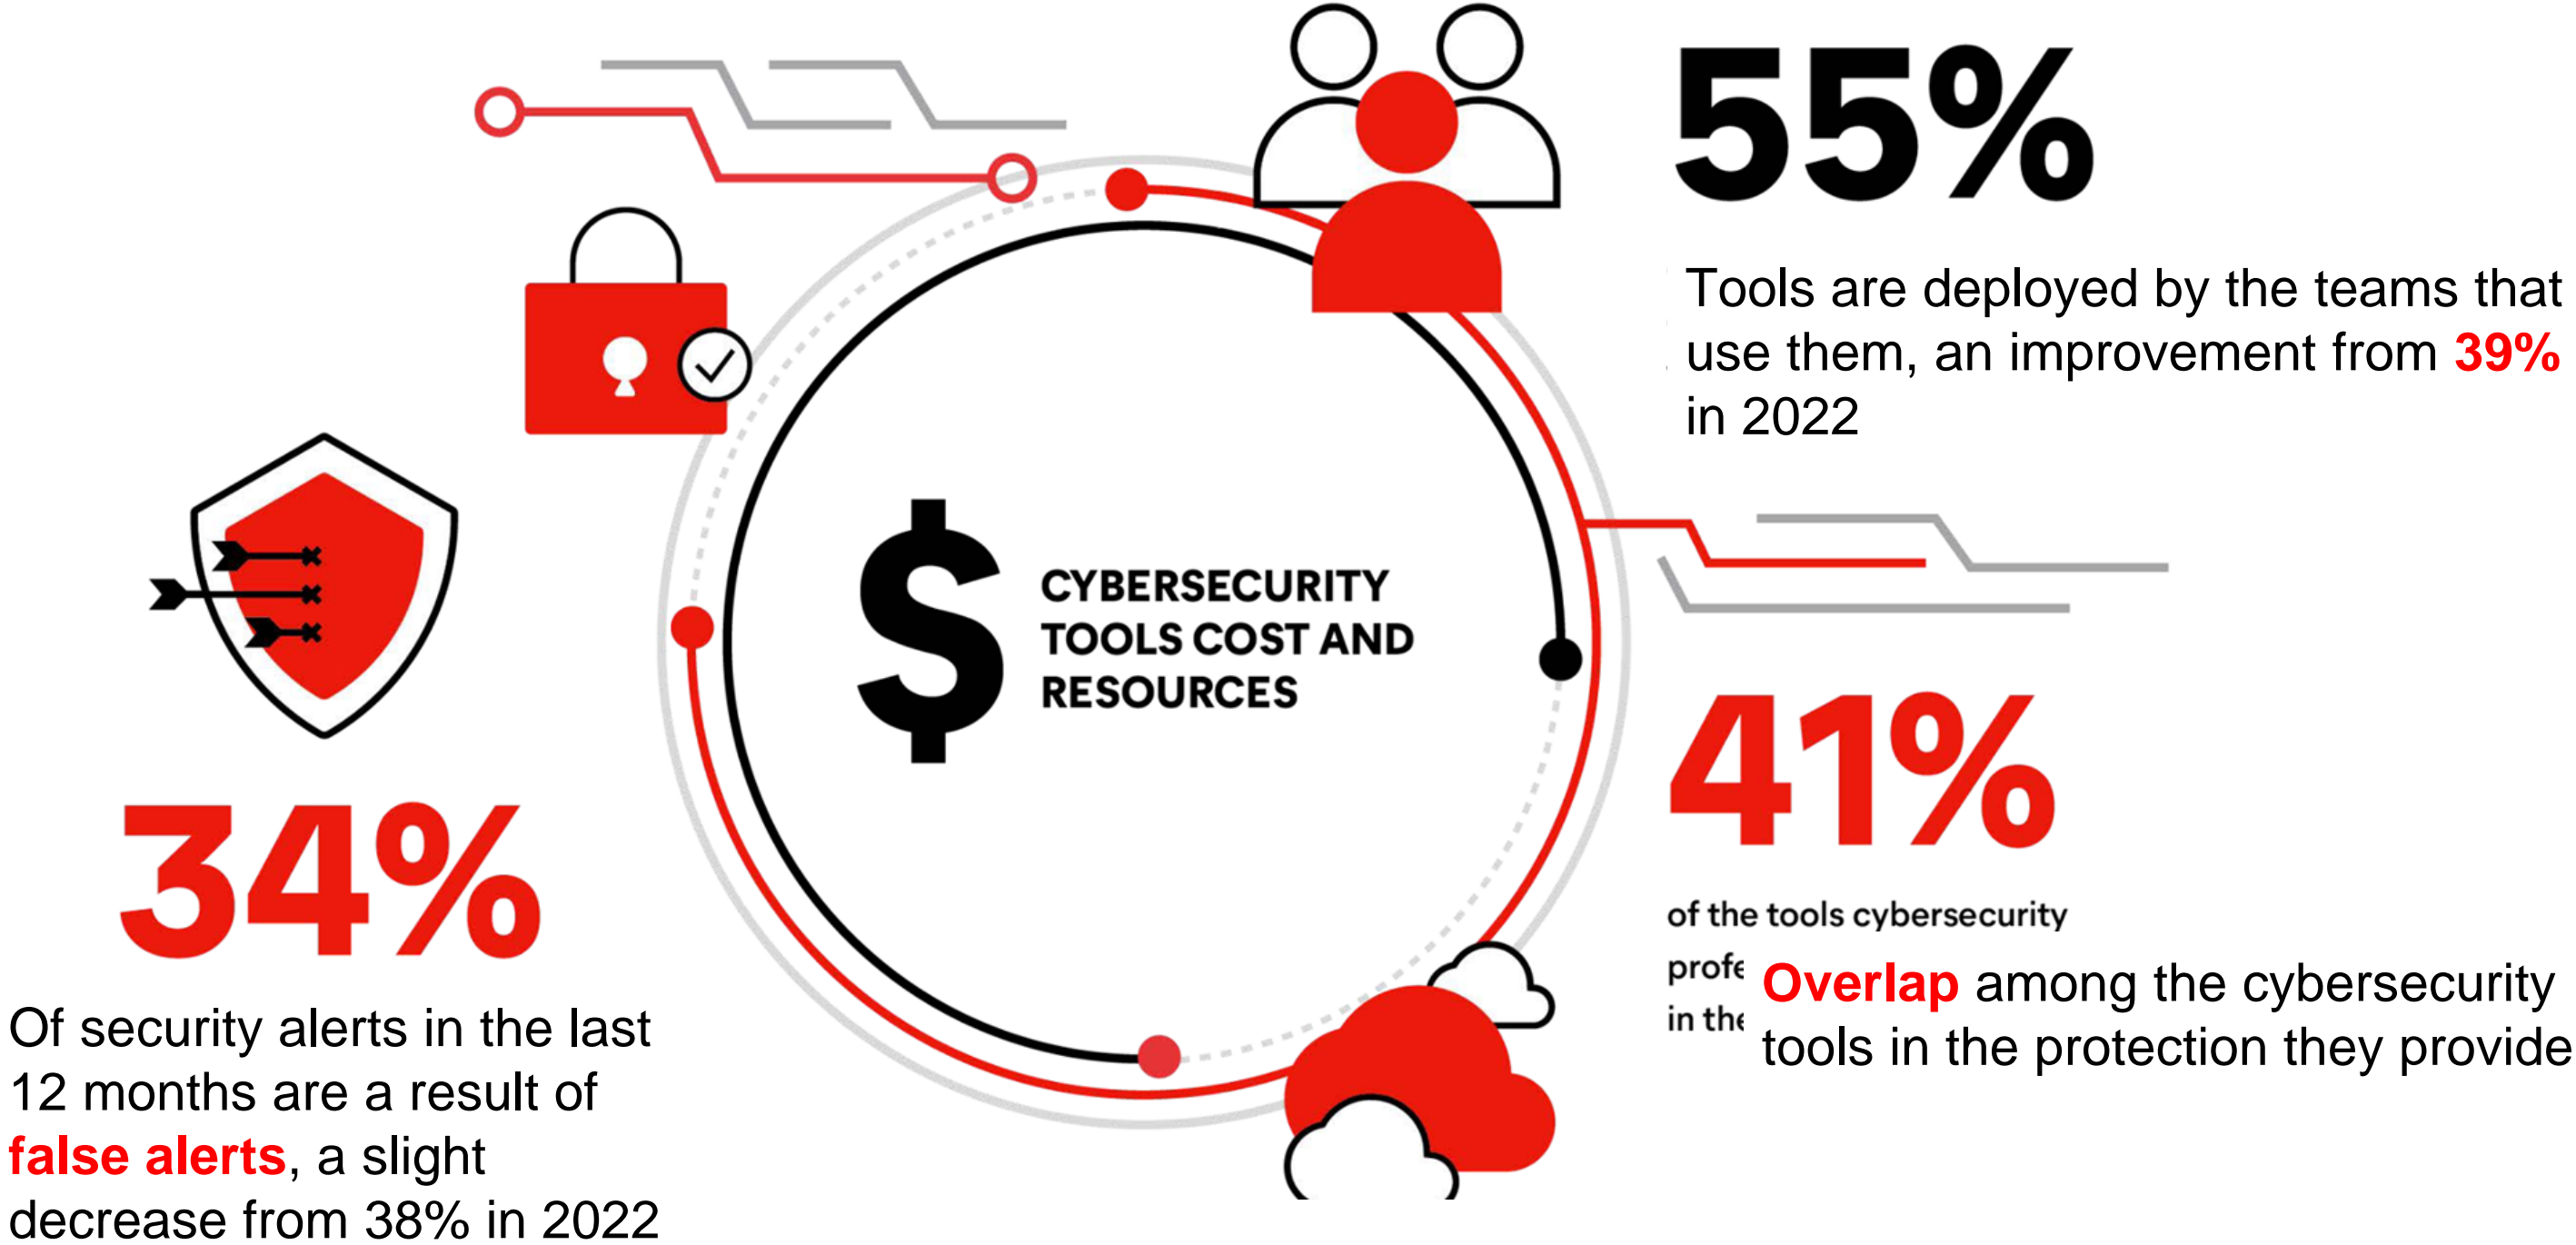 55%
Tools are deployed by the teams that
use them, an improvement from 39%
in 2022
$
CYBERSECURITY
TOOLS COST AND
RESOURCES
41%
of the tools cybersecurity
Overlap among the cybersecurity
in the
tools in the protection they provide
34%
Of security alerts in the last
12 months are a result of
false alerts, a slight
decrease from 38% in 2022